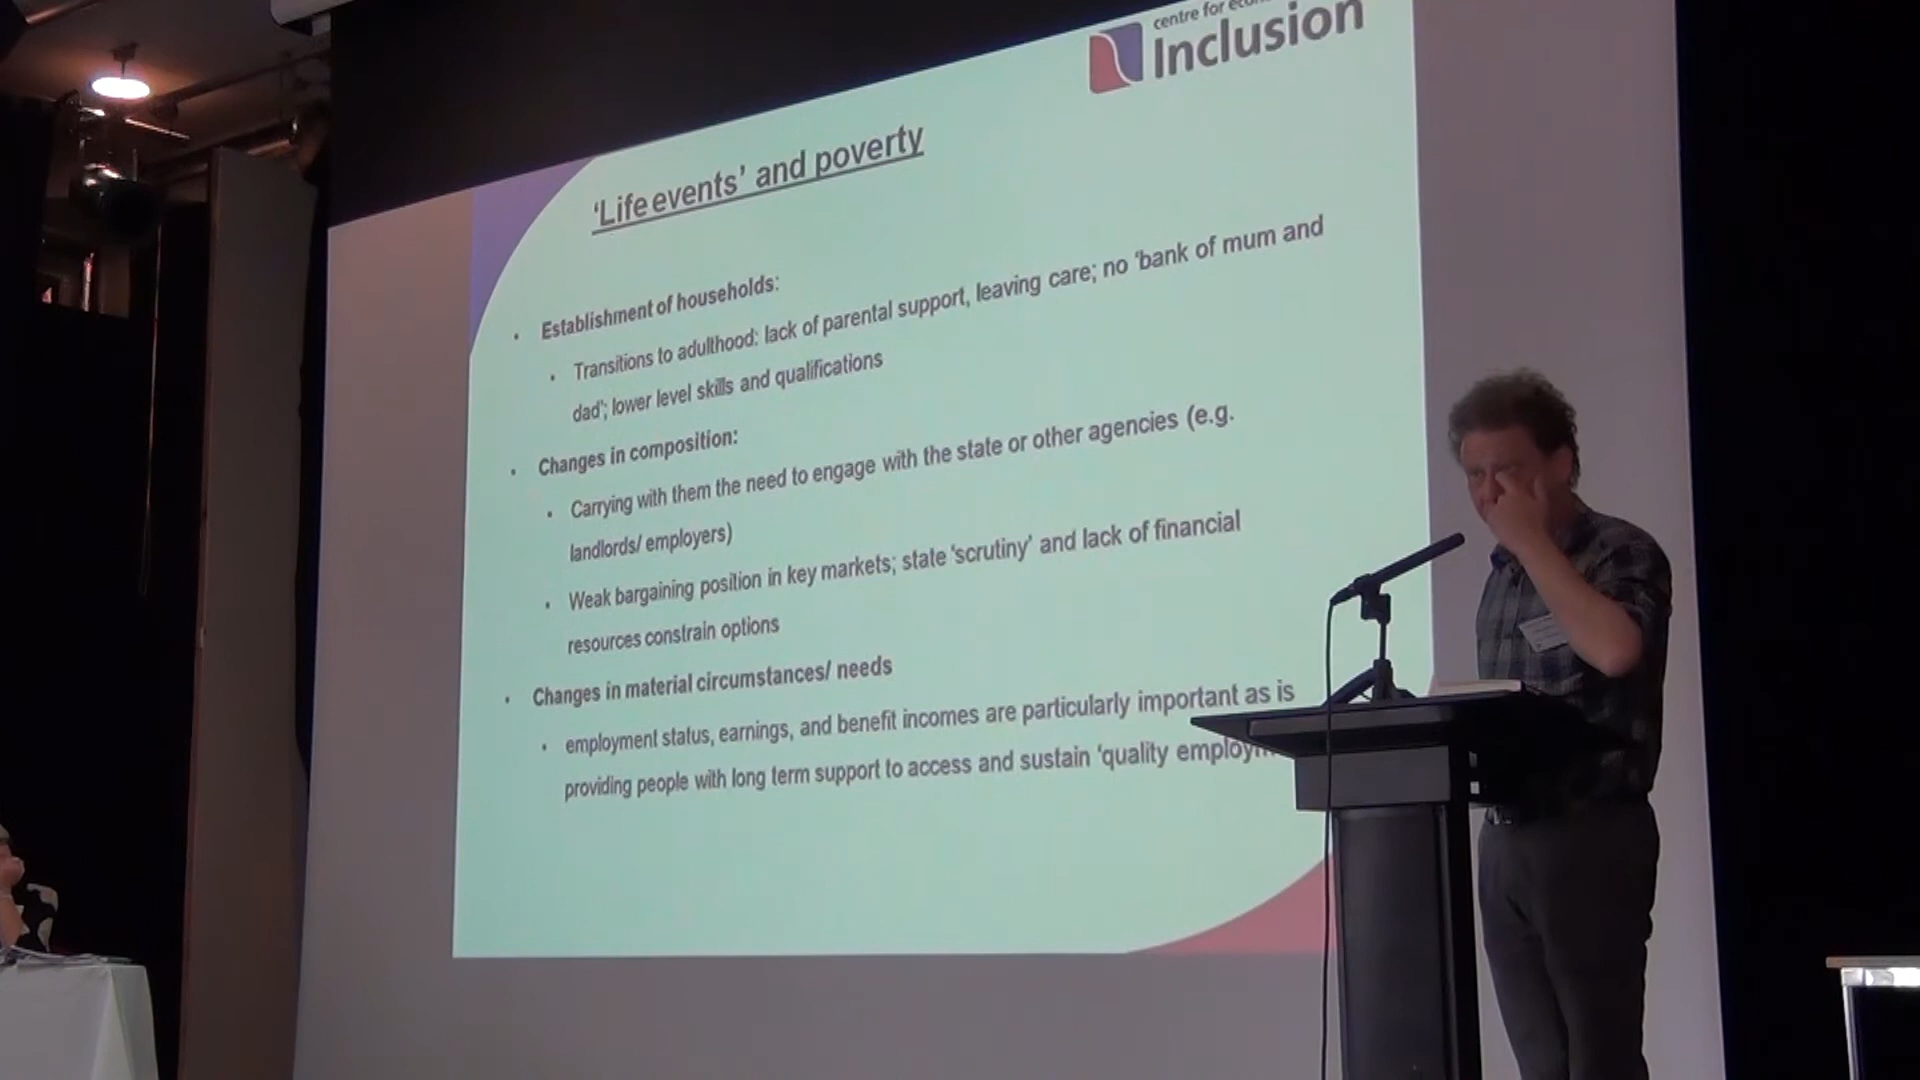 centre for
Inclusion
‘Life events’ and poverty
• Establishment of households:
• Transitions to adulthood: lack of parental support, leaving care; no ‘bank of mum and
dad’; lower level skills and qualifications
• Changes in composition:
• Carrying with them the need to engage with the state or other agencies (e.g.
landlords/ employers)
• Weak bargaining position in key markets; state ‘scrutiny’ and lack of financial
resources constrain options
• Changes in material circumstances/ needs
• employment status, earnings, and benefit incomes are particularly important as is
providing people with long term support to access and sustain ‘quality